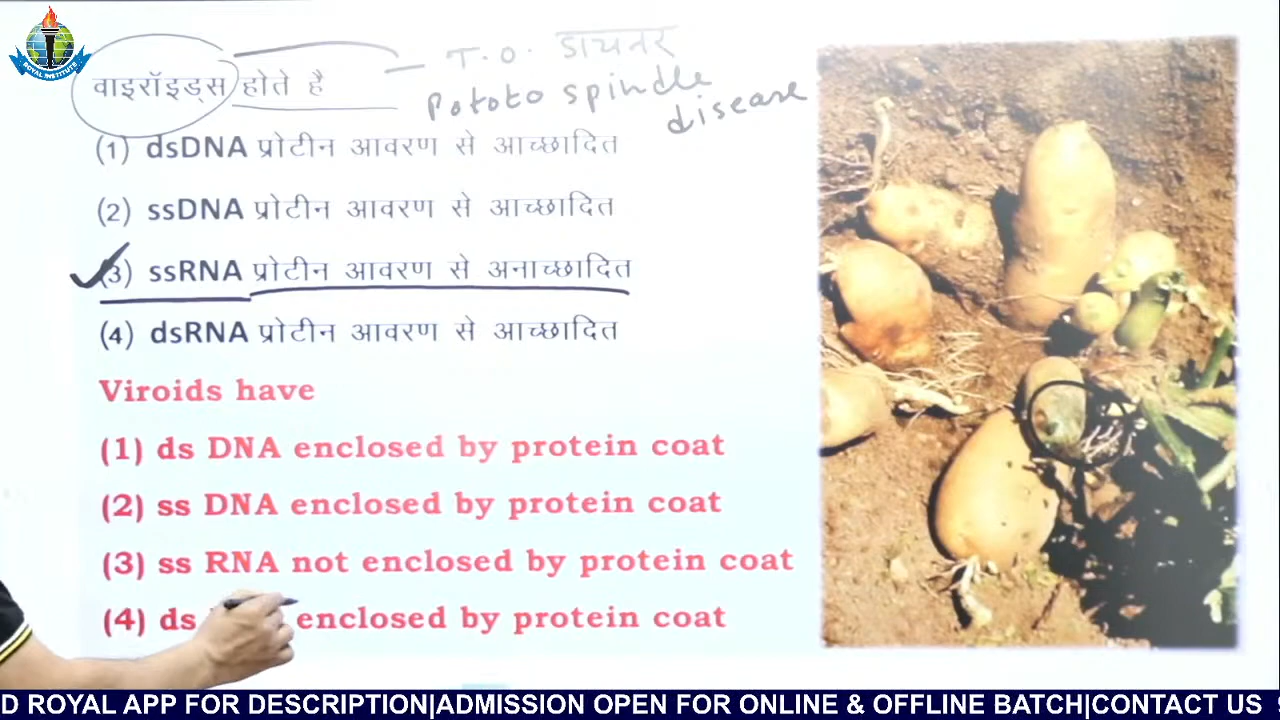 ROYAL INSTITUTE
T.O. डायनर
वाइरॉइड्स होते है
Pototo spindle
disease
(1) dsDNA प्रोटीन आवरण से आच्छादित
(2) ssDNA प्रोटीन आवरण से आच्छादित
(3) ssRNA प्रोटीन आवरण से अनाच्छादित
(4) dsRNA प्रोटीन आवरण से आच्छादित
Viroids have
(1) ds DNA enclosed by protein coat
(2) ss DNA enclosed by protein coat
(3) ss RNA not enclosed by protein coat
(4) ds enclosed by protein coat
D ROYAL APP FOR DESCRIPTION|ADMISSION OPEN FOR ONLINE & OFFLINE BATCH|CONTACT US